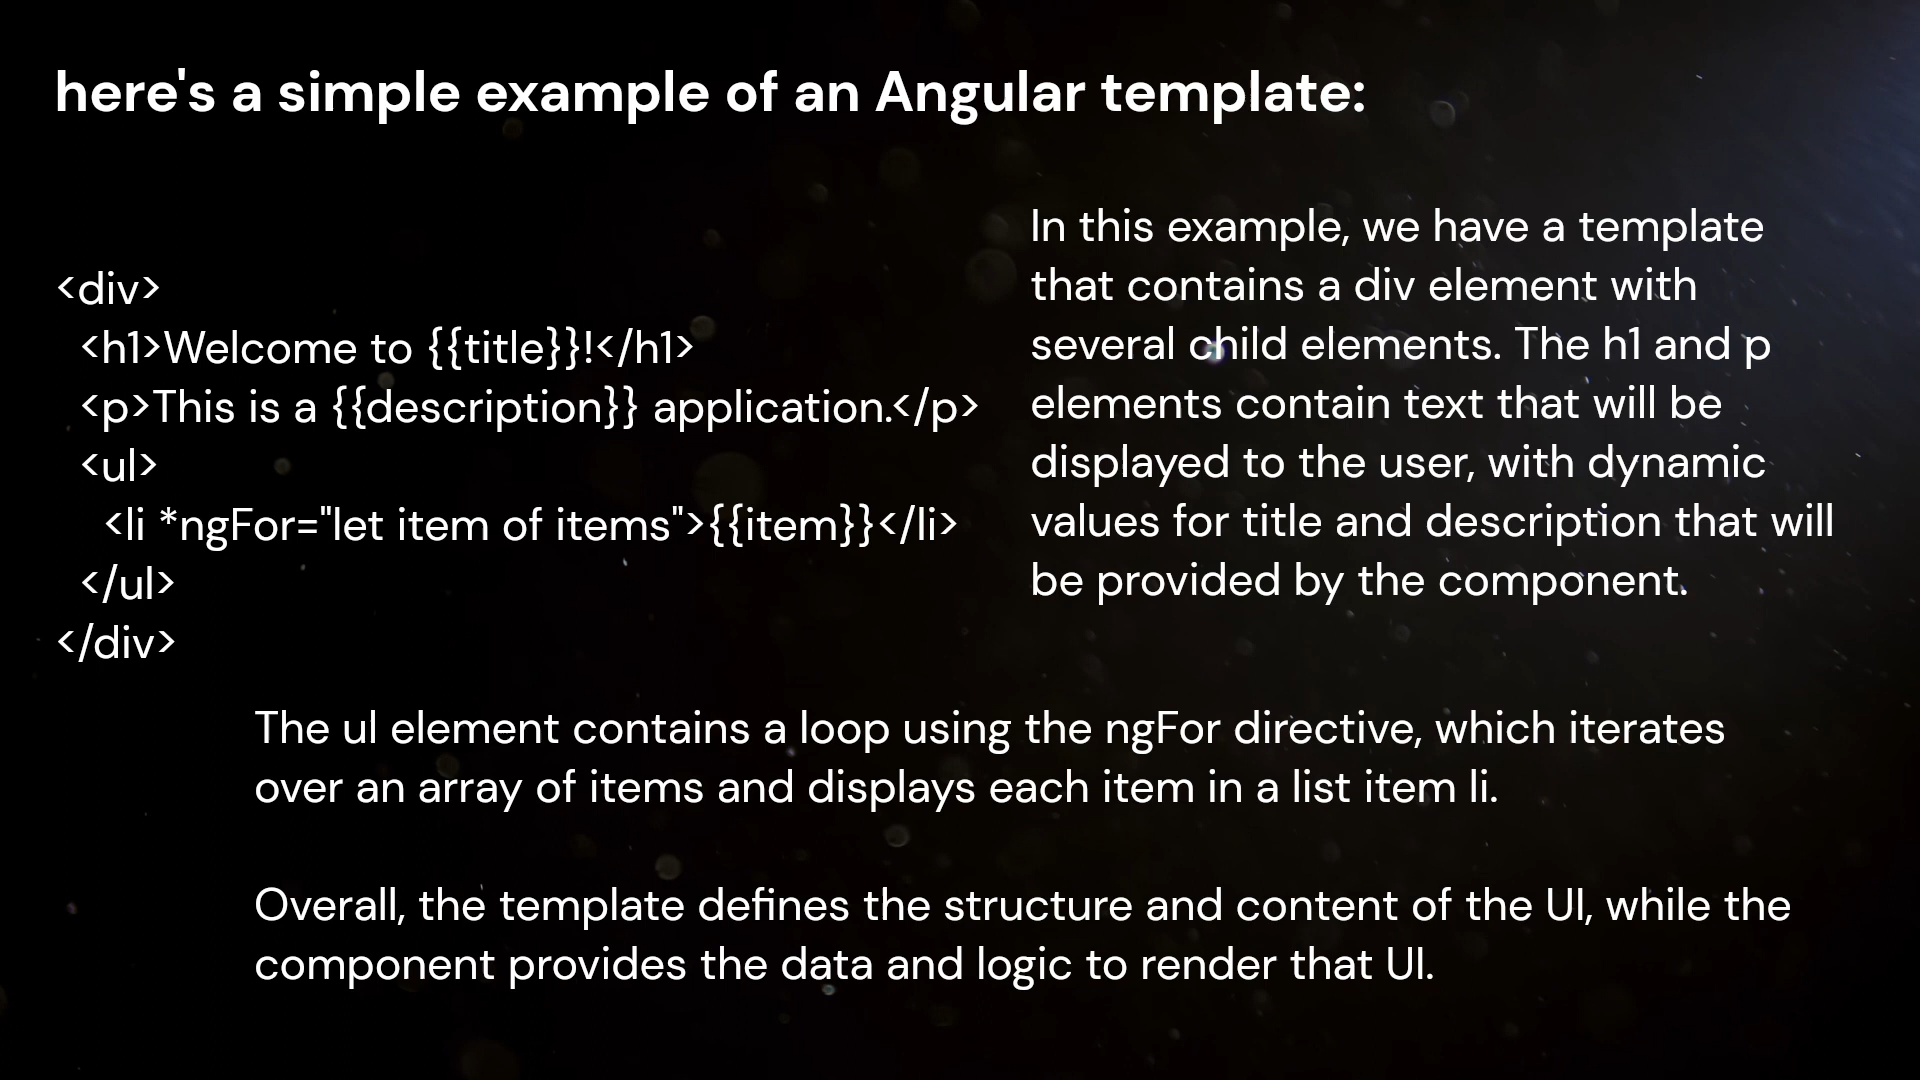 here's a simple example of an Angular template:
<div>
  <h1>Welcome to {{title}}!</h1>
  <p>This is a {{description}} application.</p>
  <ul>
    <li *ngFor="let item of items">{{item}}</li>
  </ul>
</div>
In this example, we have a template
that contains a div element with
several child elements. The h1 and p
elements contain text that will be
displayed to the user, with dynamic
values for title and description that will
be provided by the component.
The ul element contains a loop using the ngFor directive, which iterates
over an array of items and displays each item in a list item li.
Overall, the template defines the structure and content of the UI, while the
component provides the data and logic to render that UI.